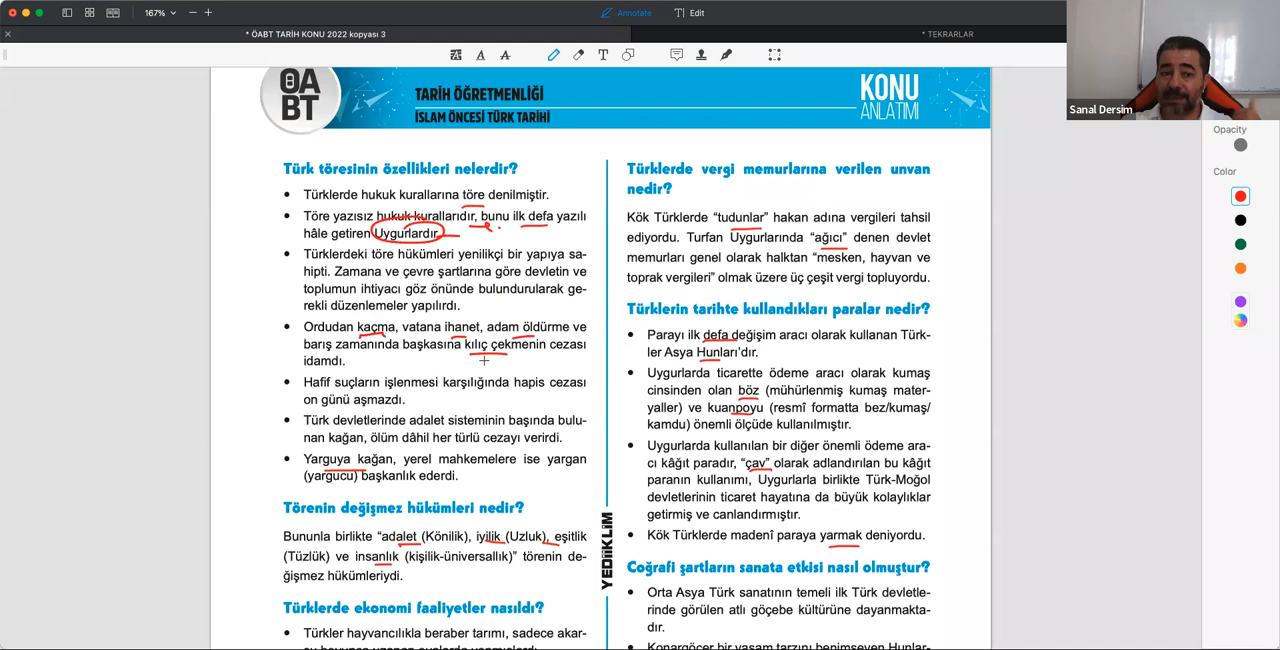 167%
Annotate
Edit
* ÖABT TARİH KONU 2022 kopyası 3
* TEKRARLAR
Sanal Dersim
Opacity
Color
ÖA
BT
TARİH ÖĞRETMENLİĞİ
İSLAM ÖNCESİ TÜRK TARİHİ
KONU
ANLATIMI
Türk töresinin özellikleri nelerdir?
• Türklerde hukuk kurallarına töre denilmiştir.
• Töre yazısız hukuk kurallarıdır, bunu ilk defa yazılı
hâle getiren Uygurlardır.
• Türklerdeki töre hükümleri yenilikçi bir yapıya sa-
hipti. Zamana ve çevre şartlarına göre devletin ve
toplumun ihtiyacı göz önünde bulundurularak ge-
rekli düzenlemeler yapılırdı.
• Ordudan kaçma, vatana ihanet, adam öldürme ve
barış zamanında başkasına kılıç çekmenin cezası
idamdı.
• Hafif suçların işlenmesi karşılığında hapis cezası
on günü aşmazdı.
• Türk devletlerinde adalet sisteminin başında bulu-
nan kağan, ölüm dâhil her türlü cezayı verirdi.
• Yarguya kağan, yerel mahkemelere ise yargan
(yargucu) başkanlık ederdi.
Törenin değişmez hükümleri nedir?
Bununla birlikte “adalet (Könilik), iyilik (Uzluk), eşitlik
(Tüzlük) ve insanlık (kişilik-üniversallık)” törenin de-
ğişmez hükümleriydi.
Türklerde ekonomi faaliyetler nasıldı?
• Türkler hayvancılıkla beraber tarımı, sadece akar-
YEDİİKLİM
Türklerde vergi memurlarına verilen unvan
nedir?
Kök Türklerde “tudunlar” hakan adına vergileri tahsil
ediyordu. Turfan Uygurlarında “ağıcı” denen devlet
memurları genel olarak halktan “mesken, hayvan ve
toprak vergileri” olmak üzere üç çeşit vergi topluyordu.
Türklerin tarihte kullandıkları paralar nedir?
• Parayı ilk defa değişim aracı olarak kullanan Türk-
ler Asya Hunları’dır.
• Uygurlarda ticarette ödeme aracı olarak kumaş
cinsinden olan böz (mühürlenmiş kumaş mater-
yaller) ve kuanpoyu (resmî formatta bez/kumaş/
kamdu) önemli ölçüde kullanılmıştır.
• Uygurlarda kullanılan bir diğer önemli ödeme ara-
cı kâğıt paradır, “çav” olarak adlandırılan bu kâğıt
paranın kullanımı, Uygurlarla birlikte Türk-Moğol
devletlerinin ticaret hayatına da büyük kolaylıklar
getirmiş ve canlandırmıştır.
• Kök Türklerde madenî paraya yarmak deniyordu.
Coğrafi şartların sanata etkisi nasıl olmuştur?
• Orta Asya Türk sanatının temeli ilk Türk devletle-
rinde görülen atlı göçebe kültürüne dayanmakta-
dır.
• Konargöçer bir yaşam tarzını benimseyen Hunlar-